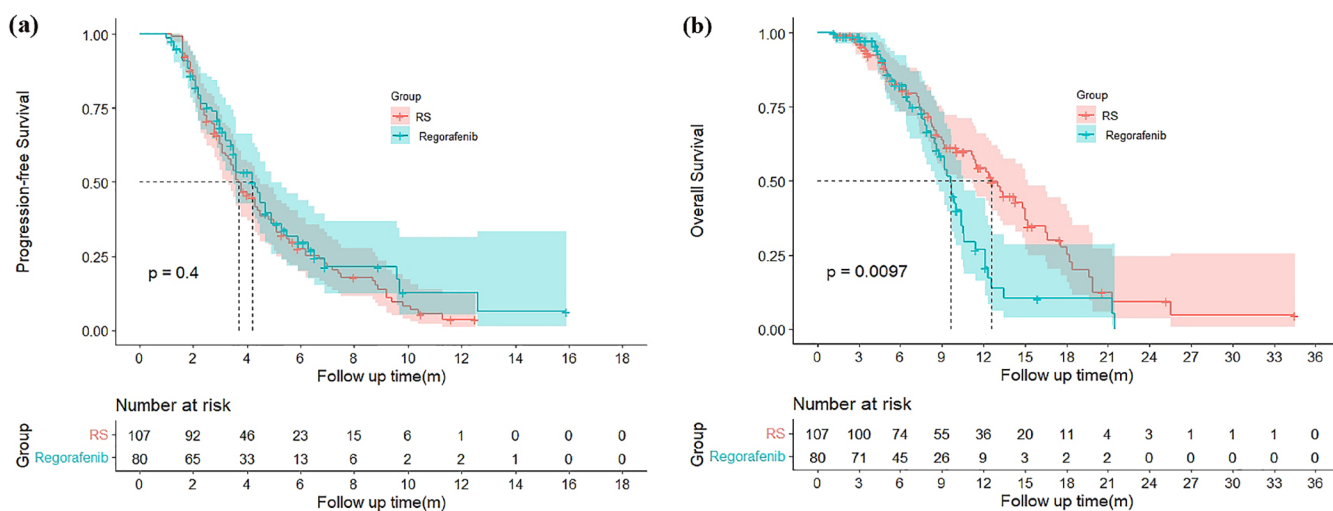 (a)
Progression-free Survival
1.00
0.75
0.50
0.25
0.00
Group
RS
Regorafenib
p = 0.4
0 2 4 6 8 10 12 14 16 18
Follow up time(m)
Number at risk
Group
RS 107 92 46 23 15 6 1 0 0 0
Regorafenib 80 65 33 13 6 2 2 1 0 0
0 2 4 6 8 10 12 14 16 18
Follow up time(m)
(b)
Overall Survival
1.00
0.75
0.50
0.25
0.00
Group
RS
Regorafenib
p = 0.0097
0 3 6 9 12 15 18 21 24 27 30 33 36
Follow up time(m)
Number at risk
Group
RS 107 100 74 55 36 20 11 4 3 1 1 1 0
Regorafenib 80 71 45 26 9 3 2 2 0 0 0 0 0
0 3 6 9 12 15 18 21 24 27 30 33 36
Follow up time(m)